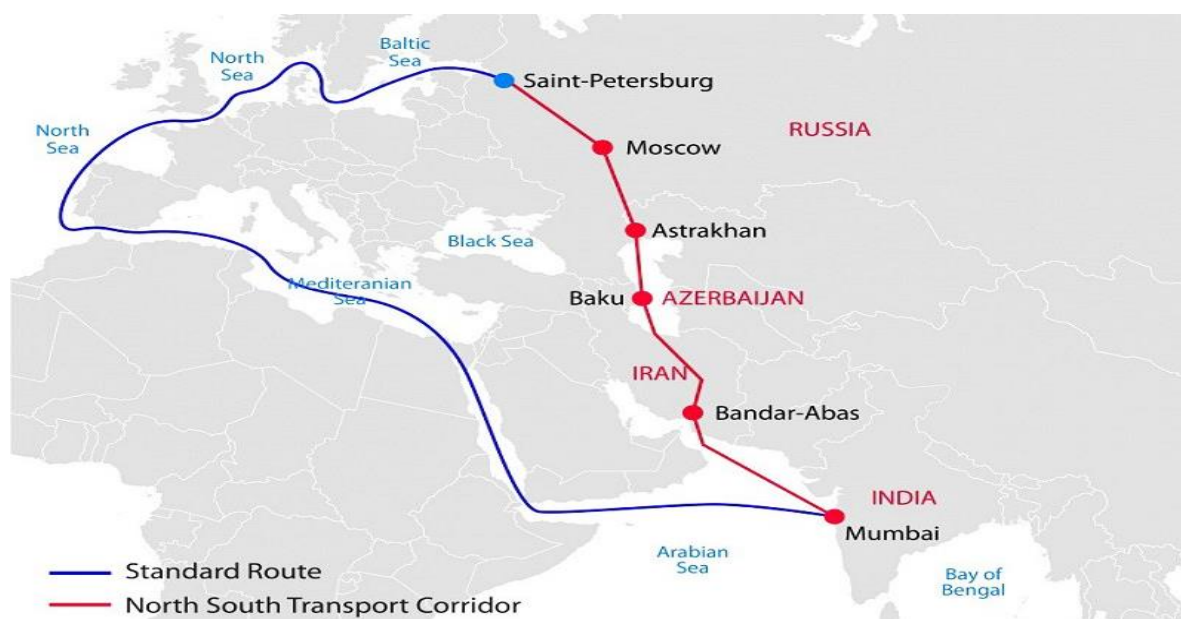 North
Sea
Baltic
Sea
Saint-Petersburg
North
Sea
RUSSIA
Moscow
Astrakhan
Black Sea
Mediteranian
Sea
Baku
AZERBAIJAN
IRAN
Bandar-Abas
INDIA
Mumbai
Arabian
Sea
Bay of
Bengal
Standard Route
North South Transport Corridor